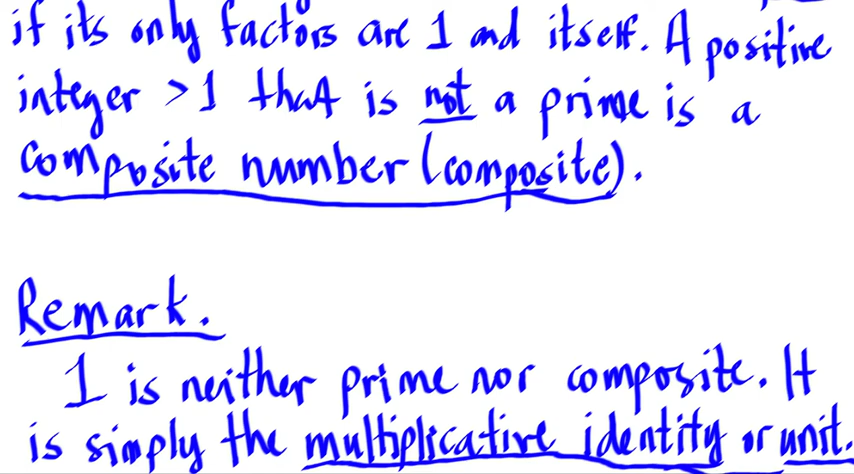 if its only factors are 1 and itself. A positive
integer >1 that is not a prime is a
composite number (composite).
Remark.
1 is neither prime nor composite. It
is simply the multiplicative identity or unit.